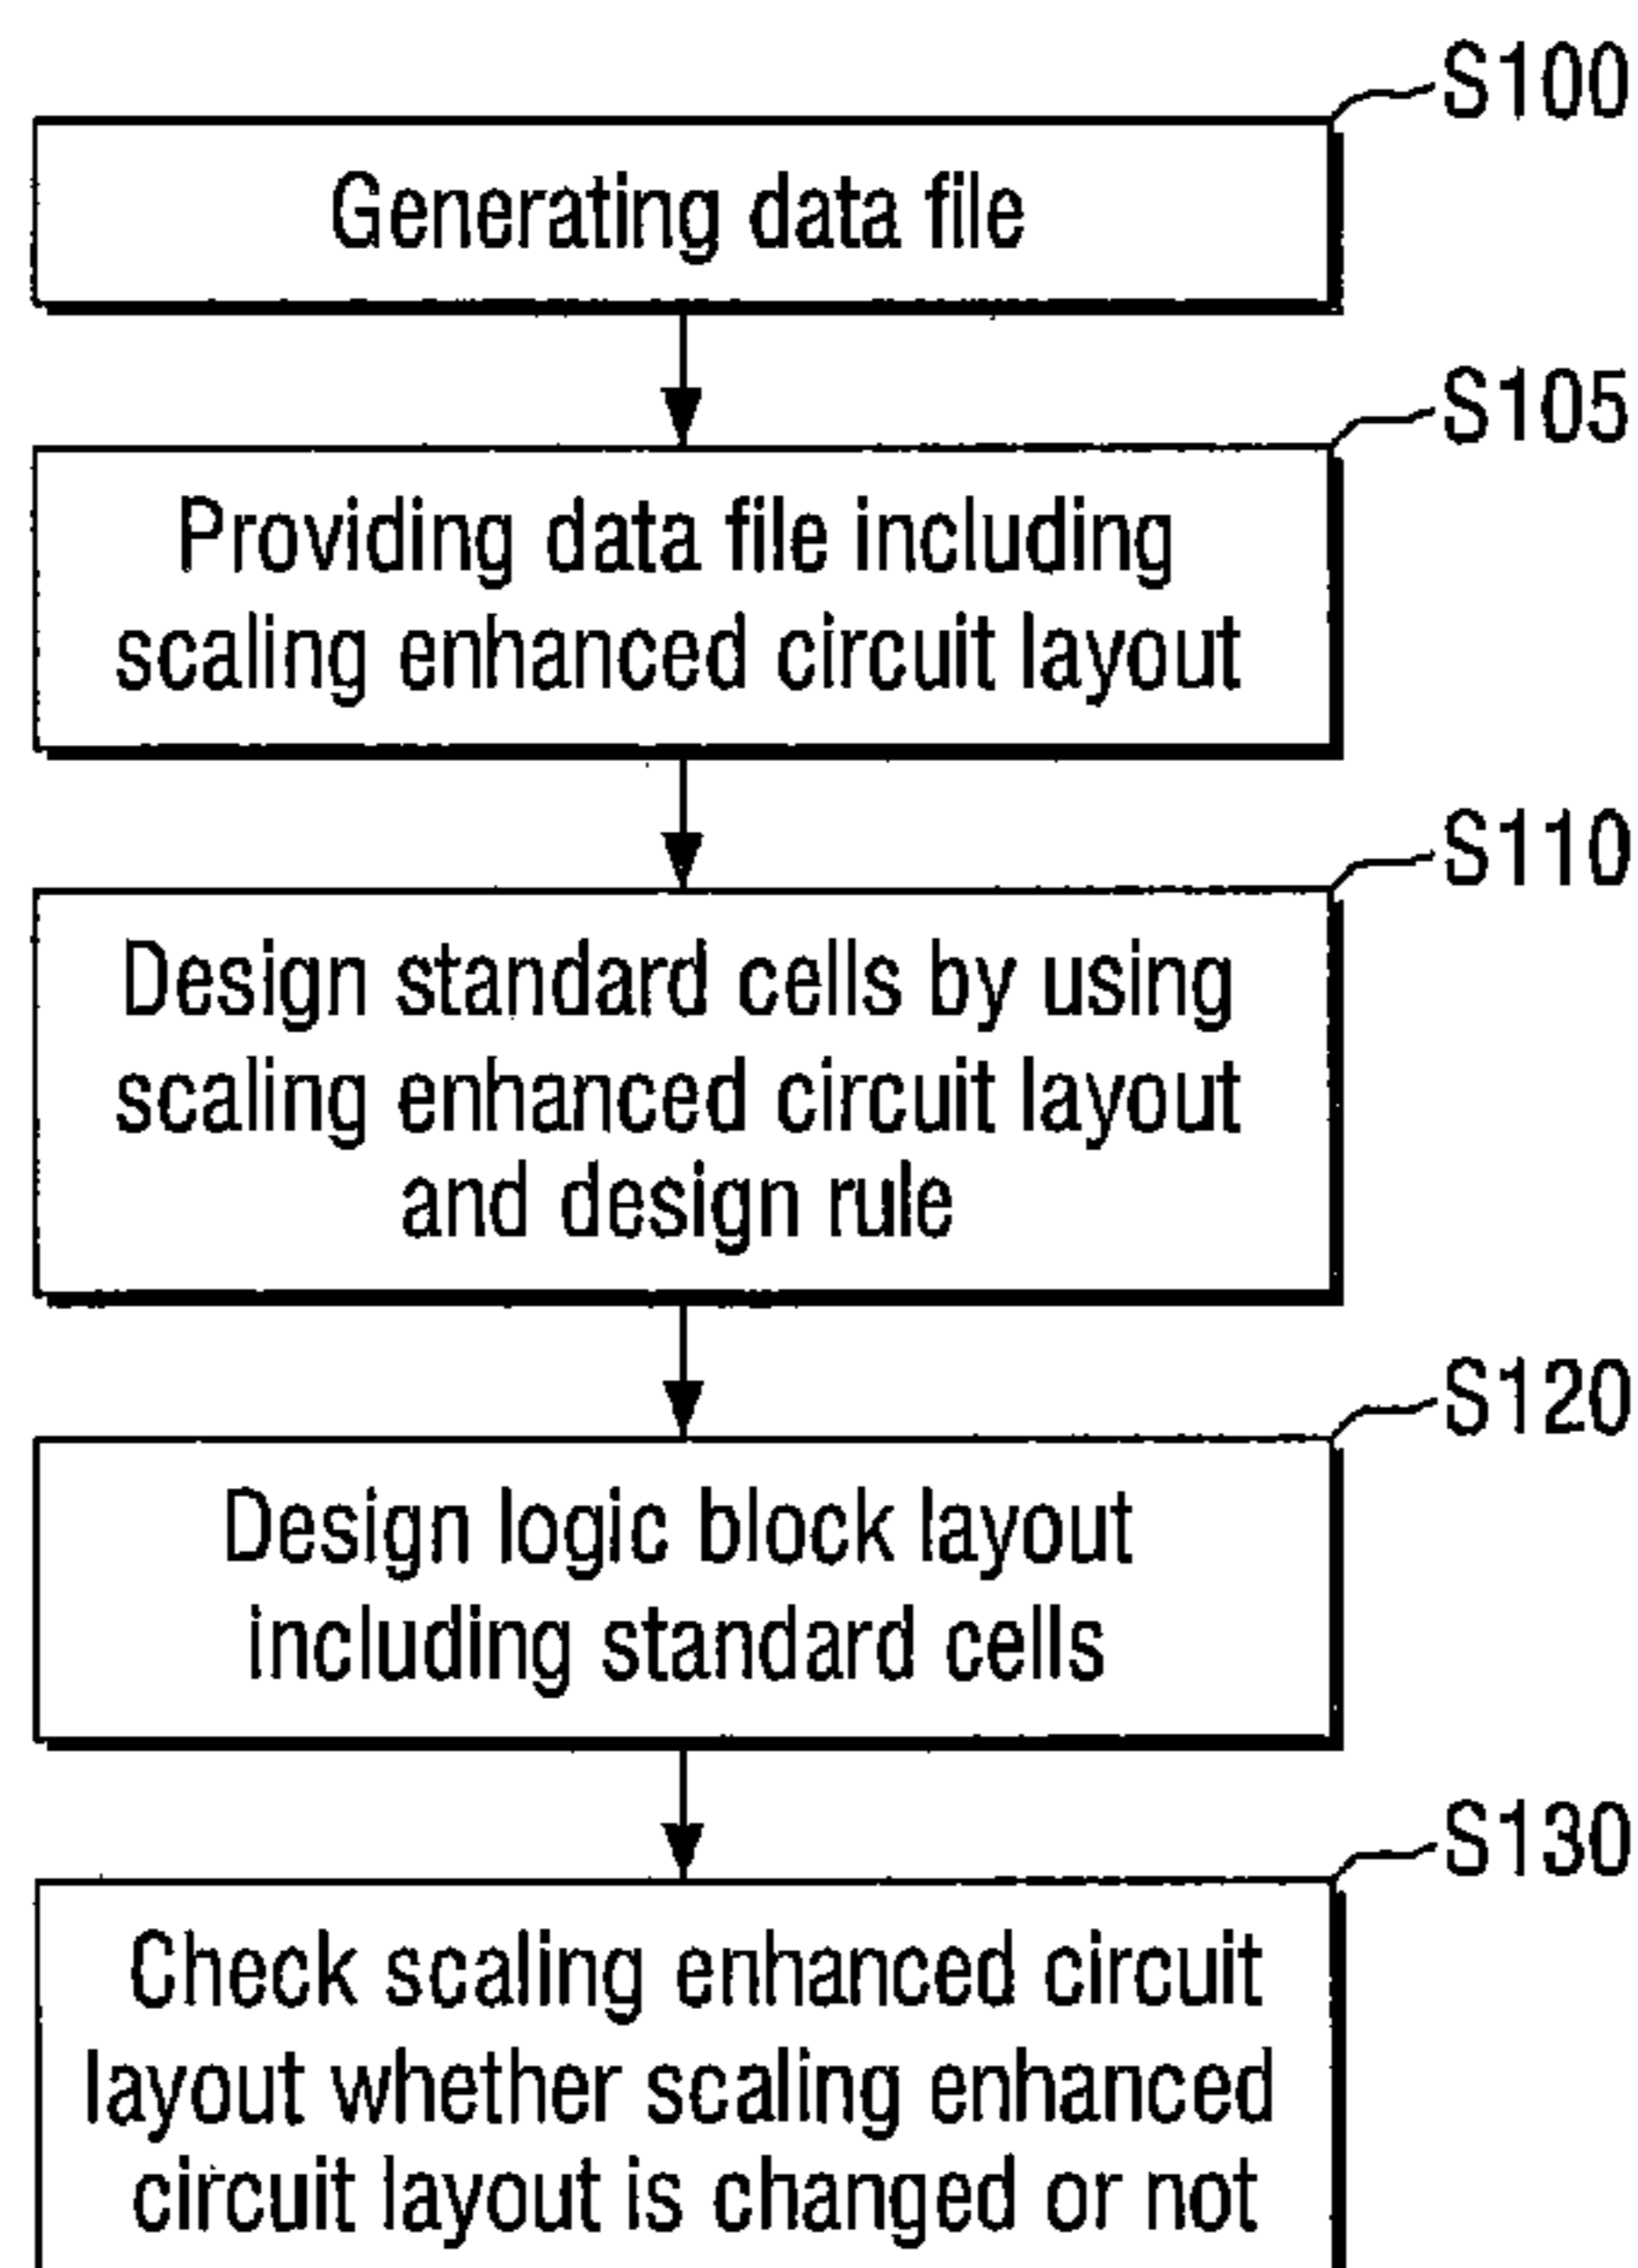 S100
Generating data file
S105
Providing data file including
scaling enhanced circuit layout
S110
Design standard cells by using
scaling enhanced circuit layout
and design rule
S120
Design logic block layout
including standard cells
S130
Check scaling enhanced circuit
layout whether scaling enhanced
circuit layout is changed or not